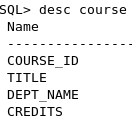 SQL> desc course
Name
----------------
COURSE_ID
TITLE
DEPT_NAME
CREDITS